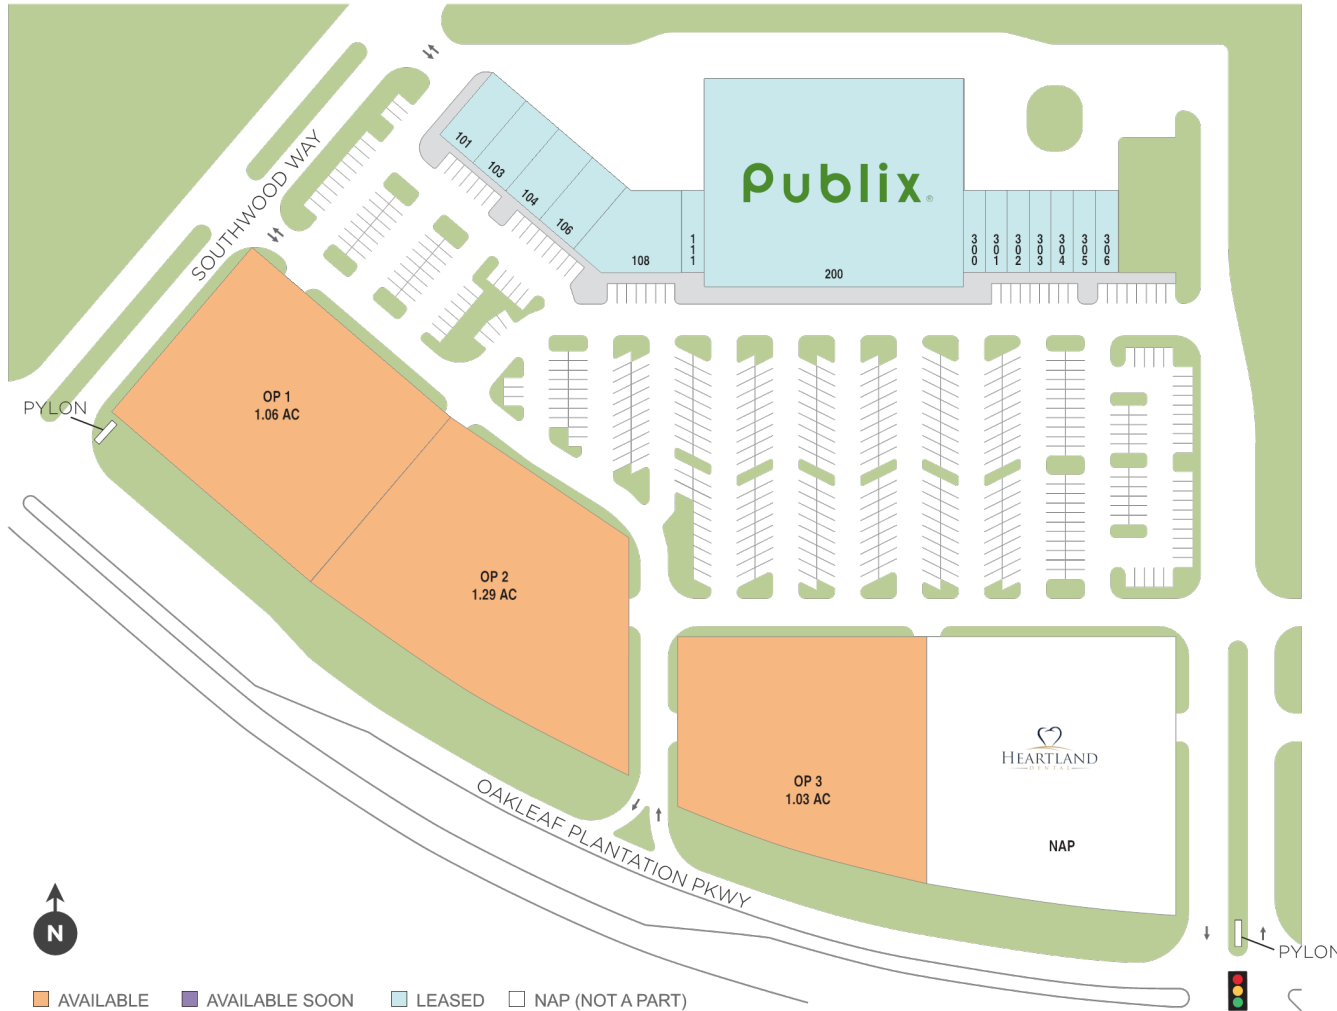 SOUTHWOOD WAY
101
103
104
106
108
111
Publix®
200
300
301
302
303
304
305
306
PYLON
OP 1
1.06 AC
OP 2
1.29 AC
OP 3
1.03 AC
HEARTLAND
DENTAL
NAP
OAKLEAF PLANTATION PKWY
PYLON
N
AVAILABLE
AVAILABLE SOON
LEASED
NAP (NOT A PART)